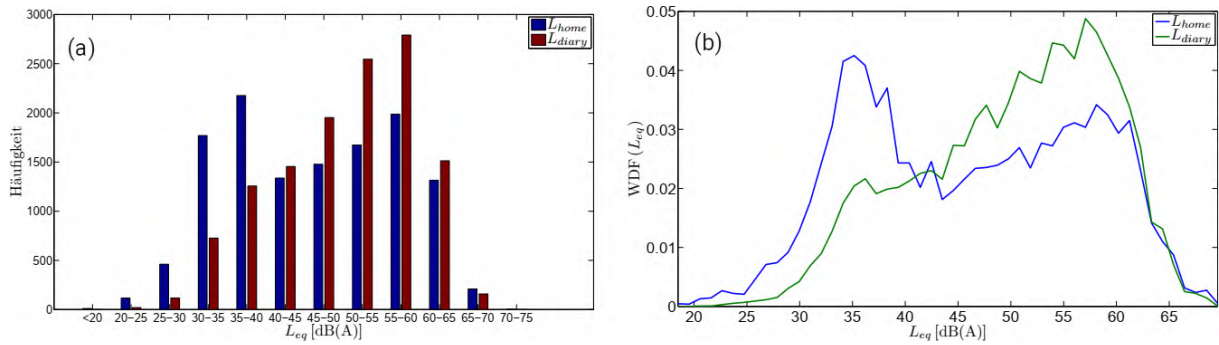 (a)
L_home
L_diary
Häufigkeit
3000
2500
2000
1500
1000
500
0
<20 20−25 25−30 30−35 35−40 40−45 45−50 50−55 55−60 60−65 65−70 70−75
L_eq [dB(A)]
(b)
L_home
L_diary
WDF (L_eq)
0.05
0.04
0.03
0.02
0.01
0
20 25 30 35 40 45 50 55 60 65
L_eq [dB(A)]